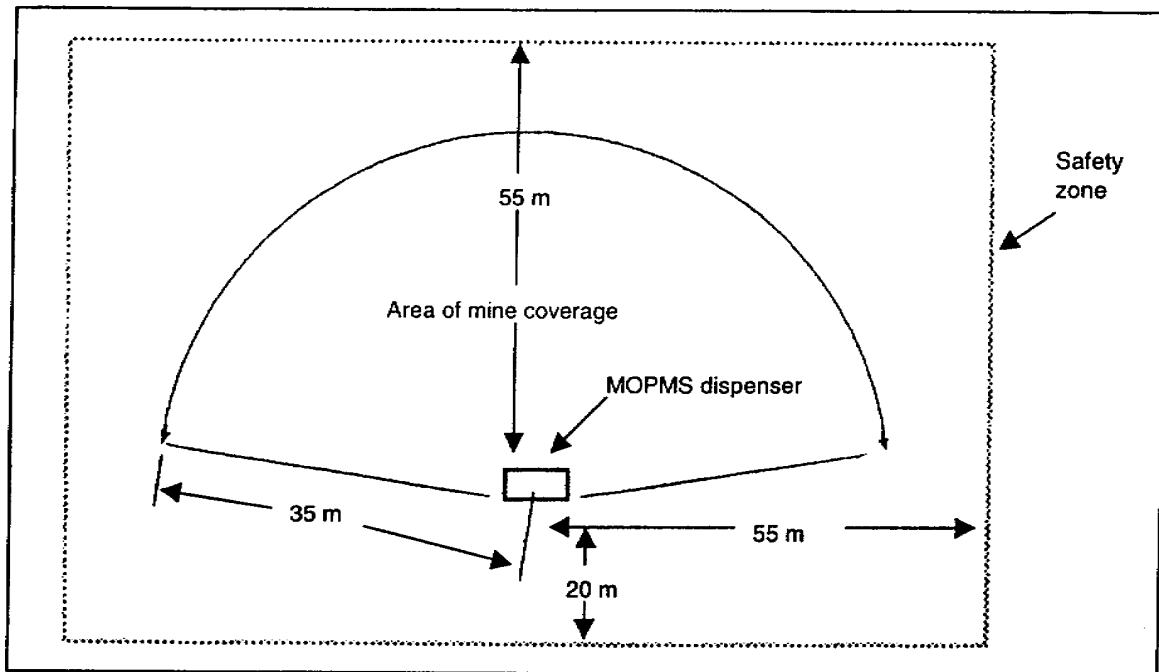 55 m
Safety
zone
Area of mine coverage
MOPMS dispenser
35 m
55 m
20 m